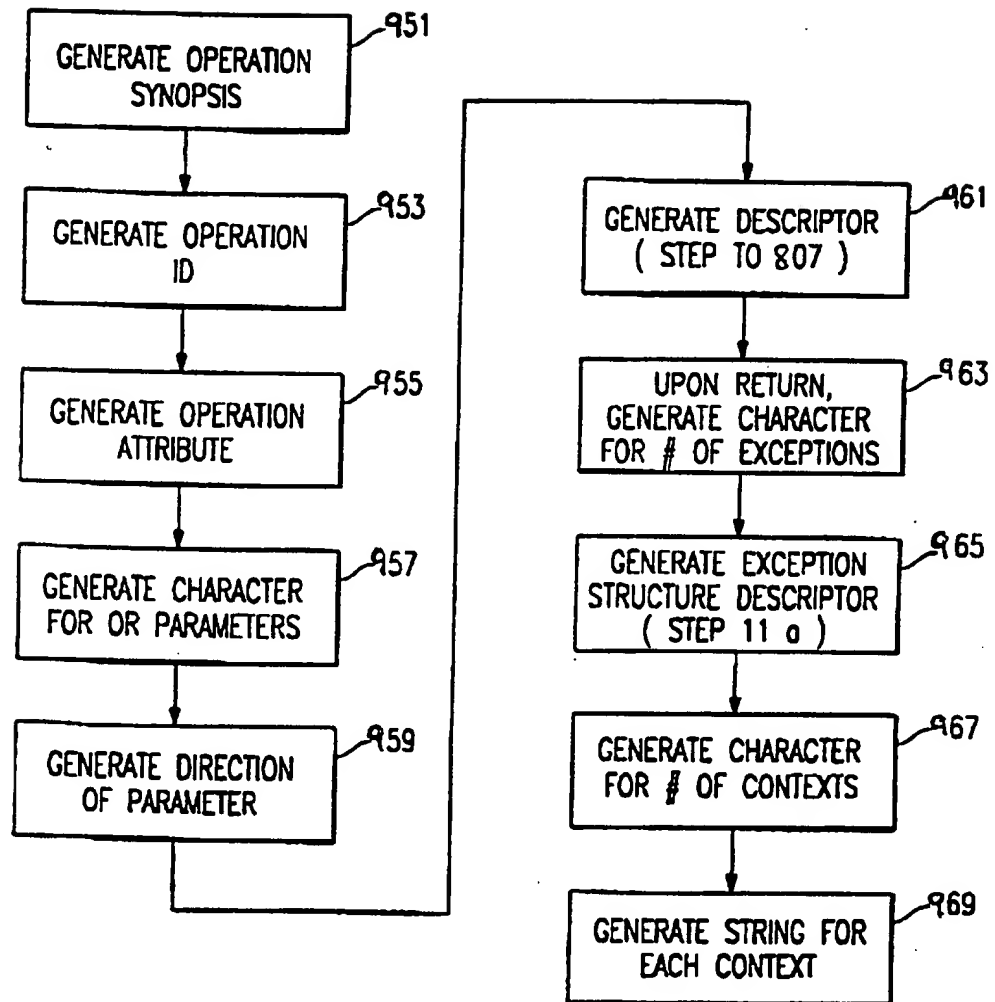 951
GENERATE OPERATION
SYNOPSIS
953
GENERATE OPERATION
ID
955
GENERATE OPERATION
ATTRIBUTE
957
GENERATE CHARACTER
FOR OR PARAMETERS
959
GENERATE DIRECTION
OF PARAMETER
961
GENERATE DESCRIPTOR
( STEP TO 807 )
963
UPON RETURN,
GENERATE CHARACTER
FOR # OF EXCEPTIONS
965
GENERATE EXCEPTION
STRUCTURE DESCRIPTOR
( STEP 11 a )
967
GENERATE CHARACTER
FOR # OF CONTEXTS
969
GENERATE STRING FOR
EACH CONTEXT